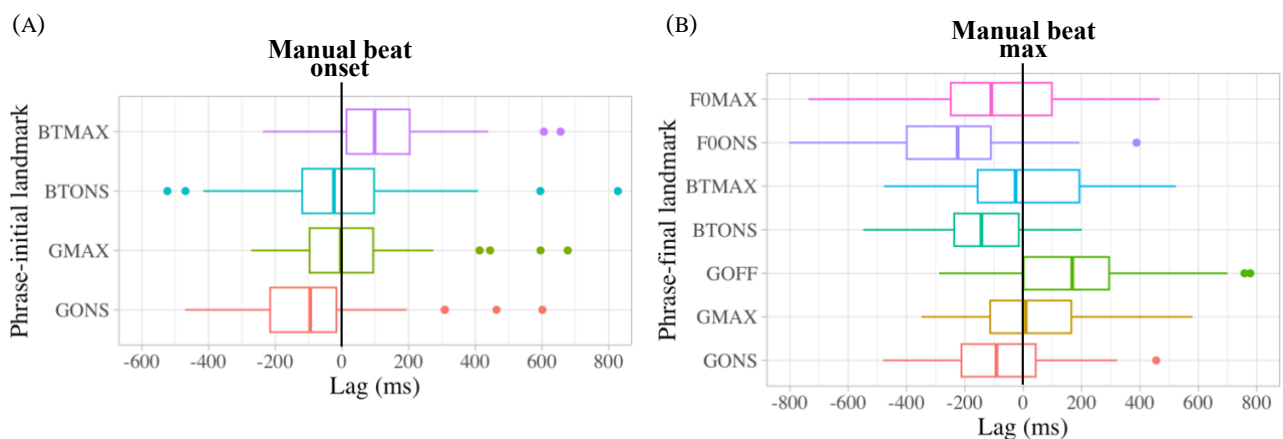 (A)
Manual beat
onset
Phrase-initial landmark
BTMAX
BTONS
GMAX
GONS
-600 -400 -200 0 200 400 600 800
Lag (ms)
(B)
Manual beat
max
Phrase-final landmark
F0MAX
F0ONS
BTMAX
BTONS
GOFF
GMAX
GONS
-800 -600 -400 -200 0 200 400 600 800
Lag (ms)